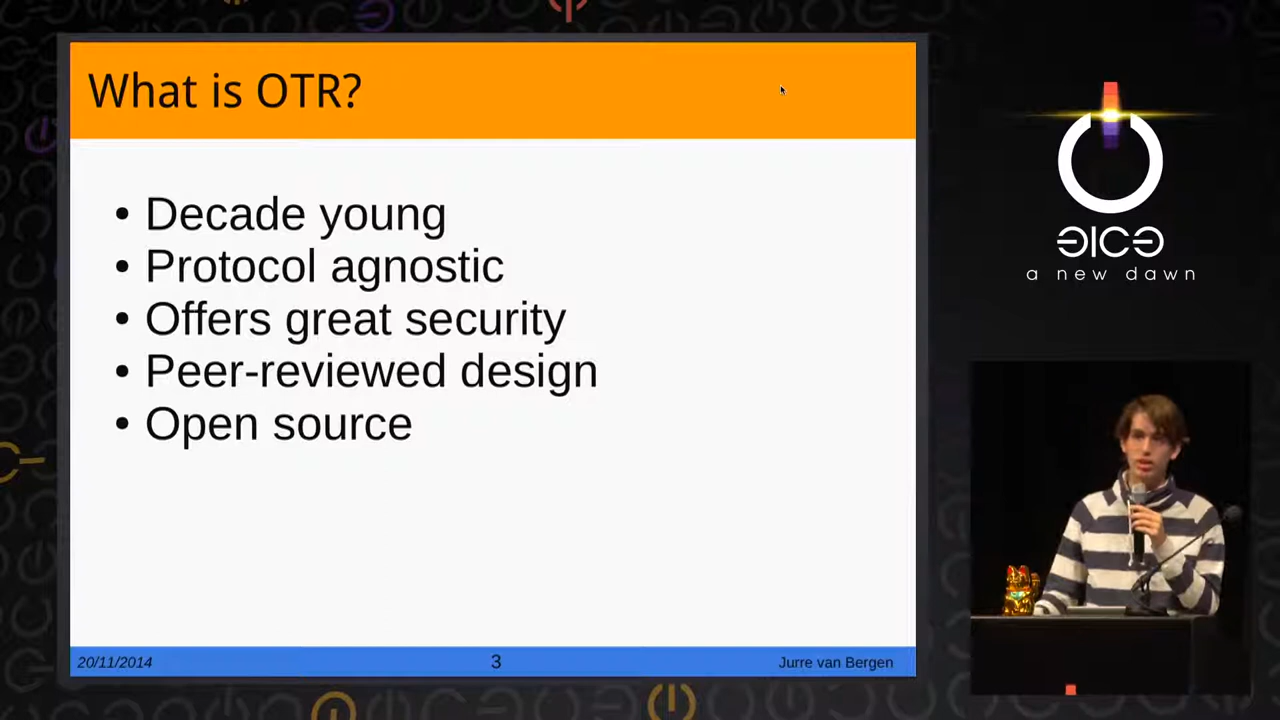 What is OTR?
• Decade young
• Protocol agnostic
• Offers great security
• Peer-reviewed design
• Open source
20/11/2014
3
Jurre van Bergen
a new dawn